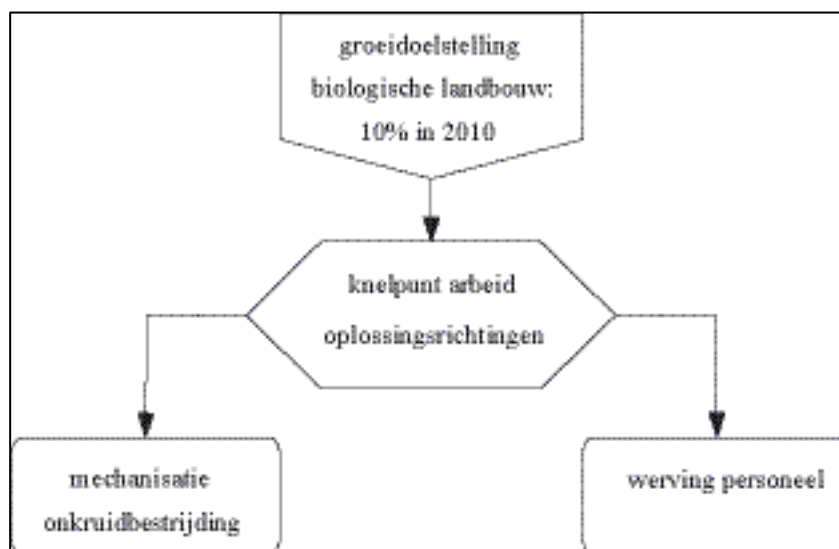 groeidoelstelling
biologische landbouw:
10% in 2010
knelpunt arbeid
oplossingsrichtingen
mechanisatie
onkruidbestrijding
werving personeel